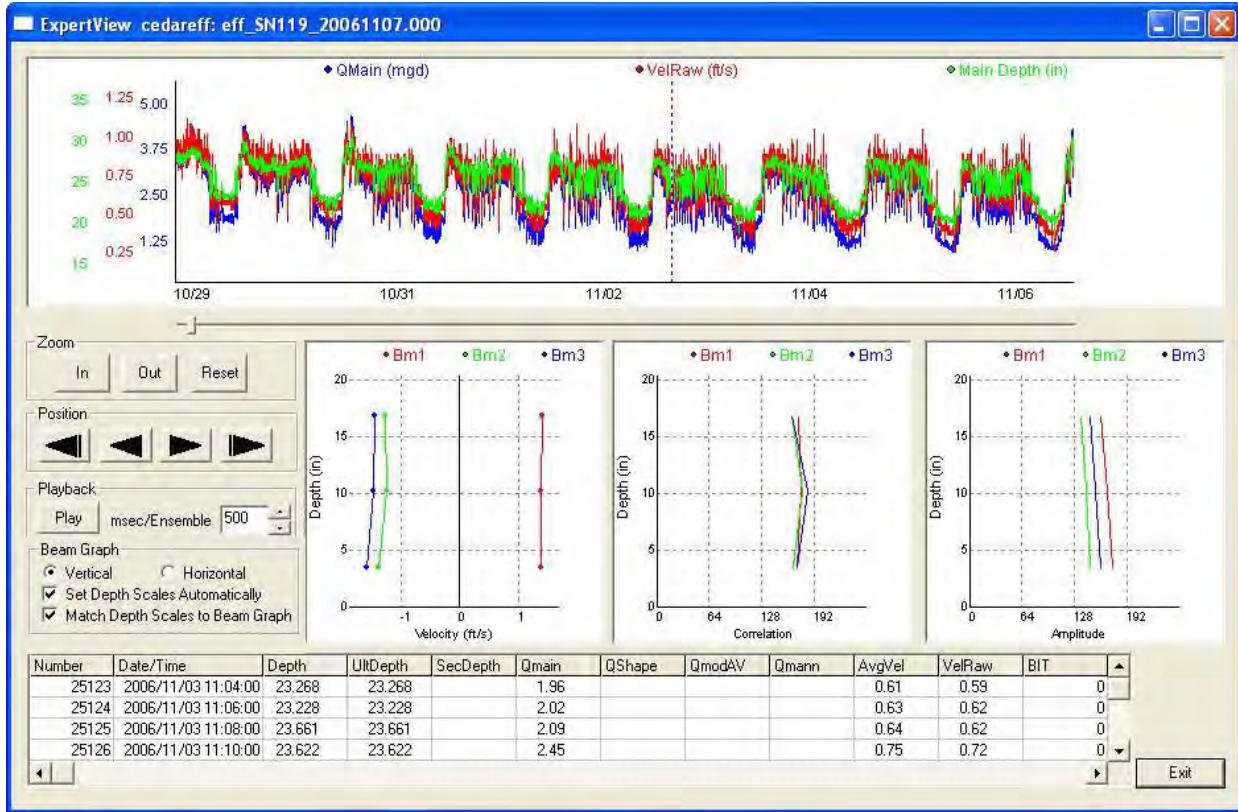 ExpertView cedareff: eff_SN119_20061107.000
QMain (mgd) VelRaw (ft/s) Main Depth (in)
35 1.25 5.00
30 1.00 3.75
25 0.75 2.50
20 0.50 1.25
15 0.25
10/29 10/31 11/02 11/04 11/06
Zoom
In Out Reset
Position
Playback
Play msec/Ensemble 500
Beam Graph
Vertical Horizontal
Set Depth Scales Automatically
Match Depth Scales to Beam Graph
Bm1 Bm2 Bm3
20
15
10
5
0
Depth (in)
-1 0 1
Velocity (ft/s)
Bm1 Bm2 Bm3
20
15
10
5
0
Depth (in)
0 64 128 192
Correlation
Bm1 Bm2 Bm3
20
15
10
5
0
Depth (in)
0 64 128 192
Amplitude
Number Date/Time Depth UltDepth SecDepth Qmain QShape QmodAV Qmann AvgVel VelRaw BIT
25123 2006/11/03 11:04:00 23.268 23.268 1.96 0.61 0.59 0
25124 2006/11/03 11:06:00 23.228 23.228 2.02 0.63 0.62 0
25125 2006/11/03 11:08:00 23.661 23.661 2.09 0.64 0.62 0
25126 2006/11/03 11:10:00 23.622 23.622 2.45 0.75 0.72 0
Exit